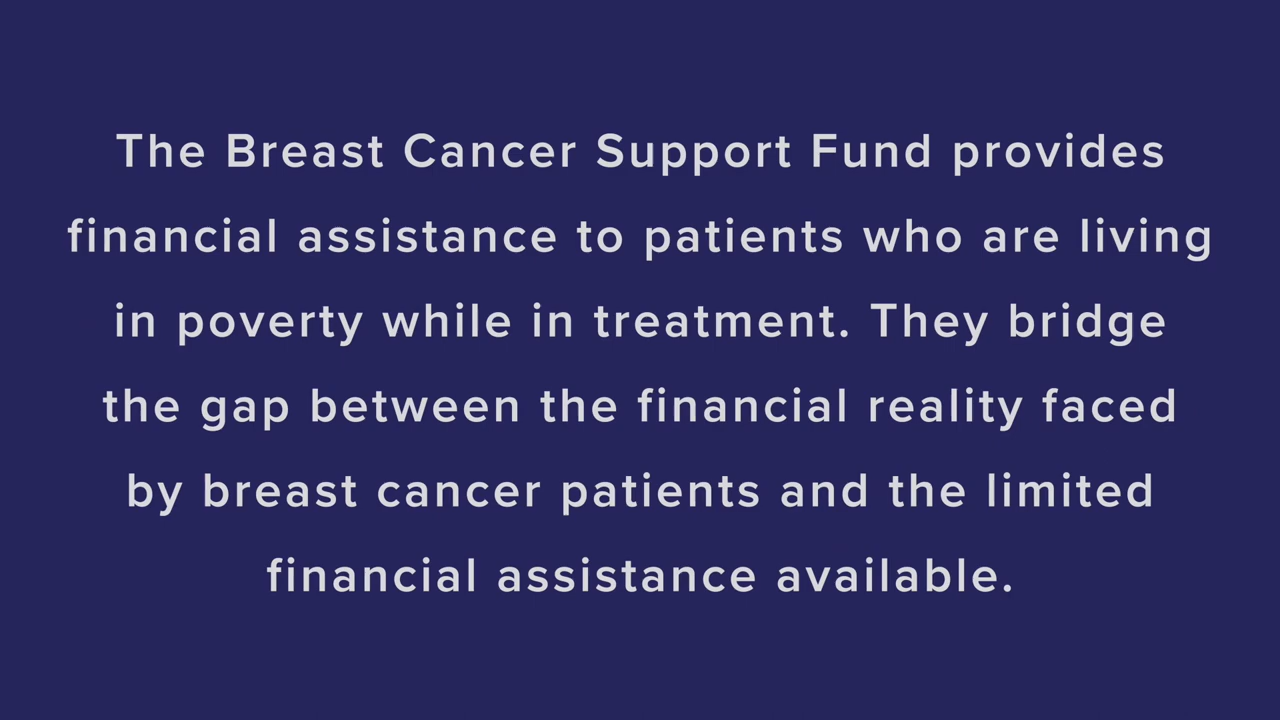 The Breast Cancer Support Fund provides
financial assistance to patients who are living
in poverty while in treatment. They bridge
the gap between the financial reality faced
by breast cancer patients and the limited
financial assistance available.